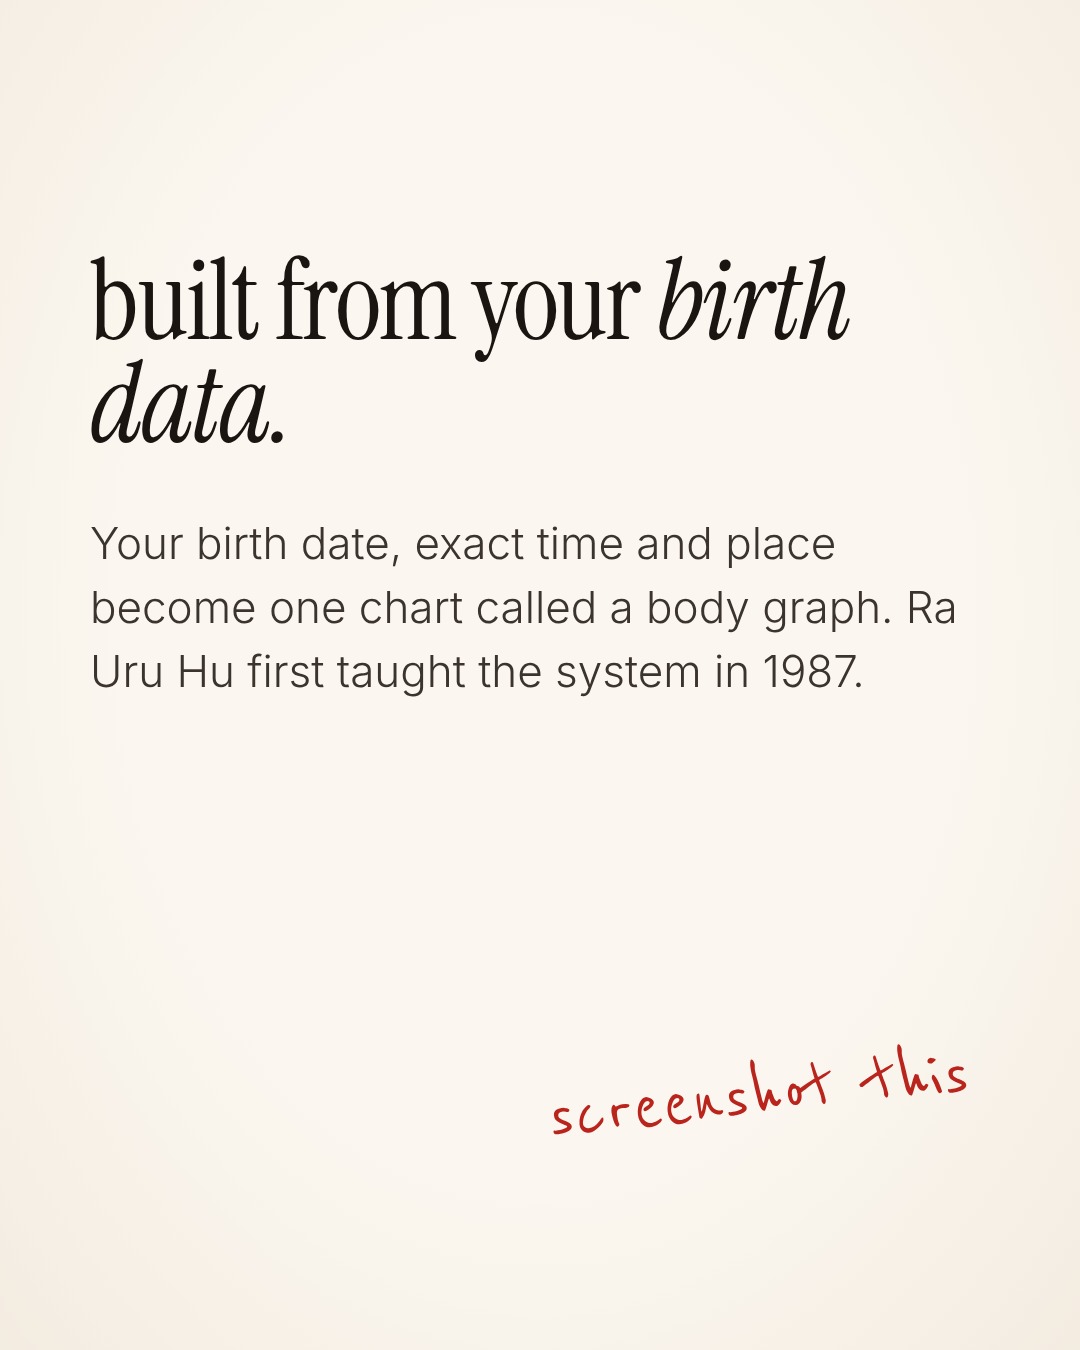 built from your birth
data.
Your birth date, exact time and place
become one chart called a body graph. Ra
Uru Hu first taught the system in 1987.
screenshot this